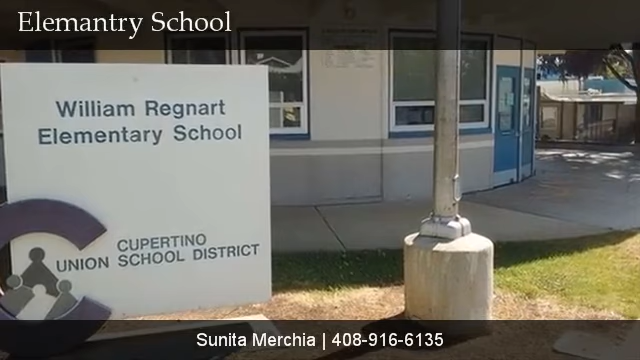 Elemantry School
William Regnart
Elementary School
CUPERTINO
UNION SCHOOL DISTRICT
Sunita Merchia | 408-916-6135